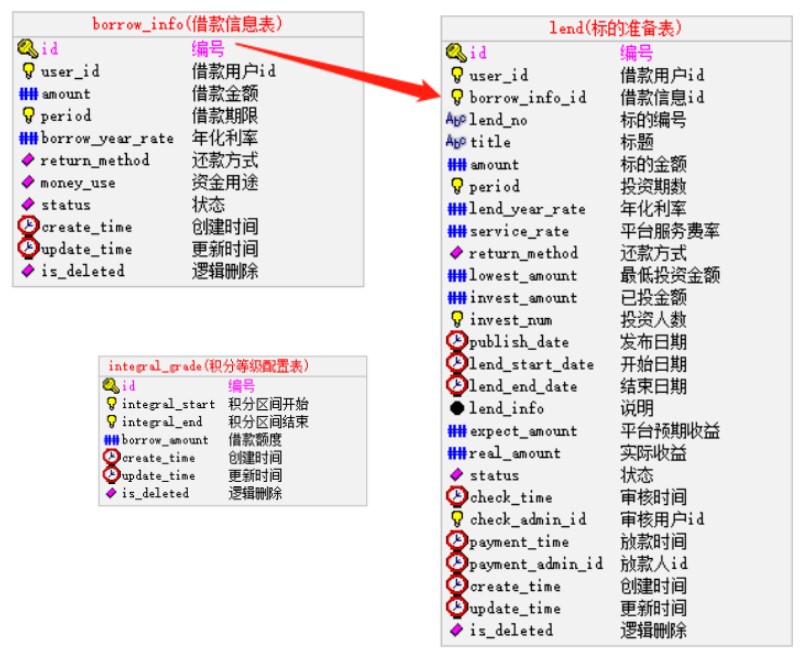 borrow_info(借款信息表)
id 编号
user_id 借款用户id
amount 借款金额
period 借款期限
borrow_year_rate 年化利率
return_method 还款方式
money_use 资金用途
status 状态
create_time 创建时间
update_time 更新时间
is_deleted 逻辑删除
integral_grade(积分等级配置表)
id 编号
integral_start 积分区间开始
integral_end 积分区间结束
borrow_amount 借款额度
create_time 创建时间
update_time 更新时间
is_deleted 逻辑删除
lend(标的准备表)
id 编号
user_id 借款用户id
borrow_info_id 借款信息id
lend_no 标的编号
title 标题
amount 标的金额
period 投资期数
lend_year_rate 年化利率
service_rate 平台服务费率
return_method 还款方式
lowest_amount 最低投资金额
invest_amount 已投金额
invest_num 投资人数
publish_date 发布日期
lend_start_date 开始日期
lend_end_date 结束日期
lend_info 说明
expect_amount 平台预期收益
real_amount 实际收益
status 状态
check_time 审核时间
check_admin_id 审核用户id
payment_time 放款时间
payment_admin_id 放款人id
create_time 创建时间
update_time 更新时间
is_deleted 逻辑删除